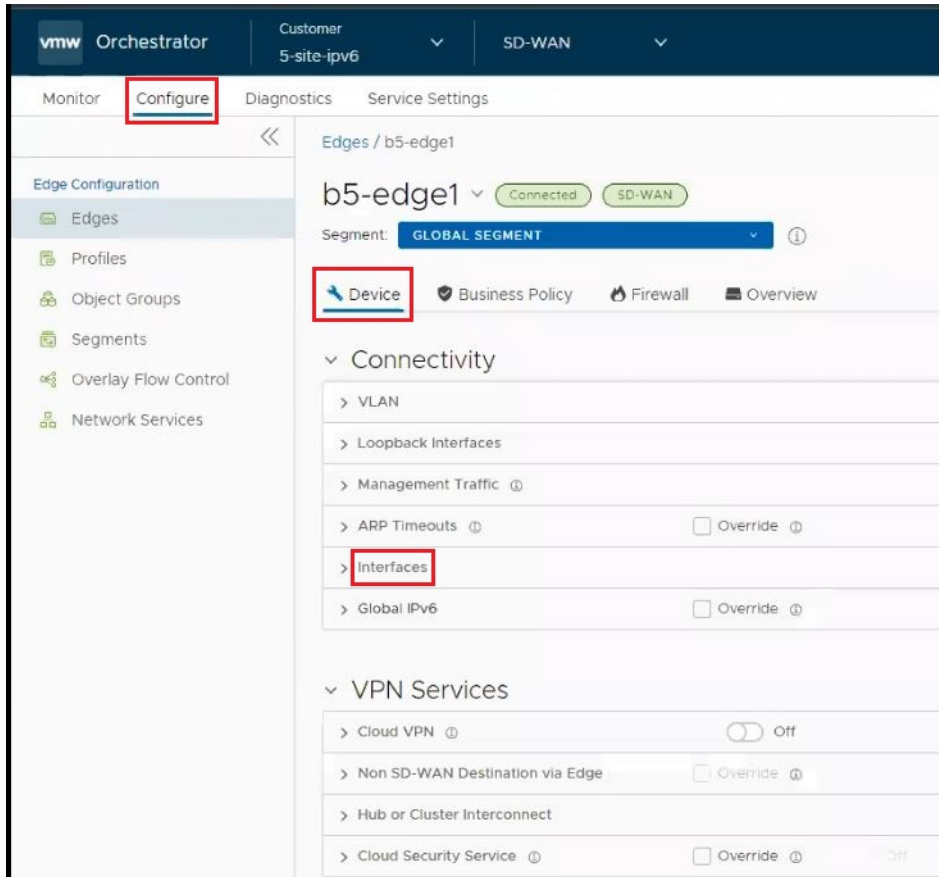 vmw Orchestrator
Customer
5-site-ipv6
SD-WAN
Monitor Configure Diagnostics Service Settings
Edges / b5-edge1
Edge Configuration
Edges
Profiles
Object Groups
Segments
Overlay Flow Control
Network Services
b5-edge1 Connected SD-WAN
Segment: GLOBAL SEGMENT
Device Business Policy Firewall Overview
Connectivity
VLAN
Loopback Interfaces
Management Traffic
ARP Timeouts Override
Interfaces
Global IPv6 Override
VPN Services
Cloud VPN Off
Non SD-WAN Destination via Edge Override
Hub or Cluster Interconnect
Cloud Security Service Override Off